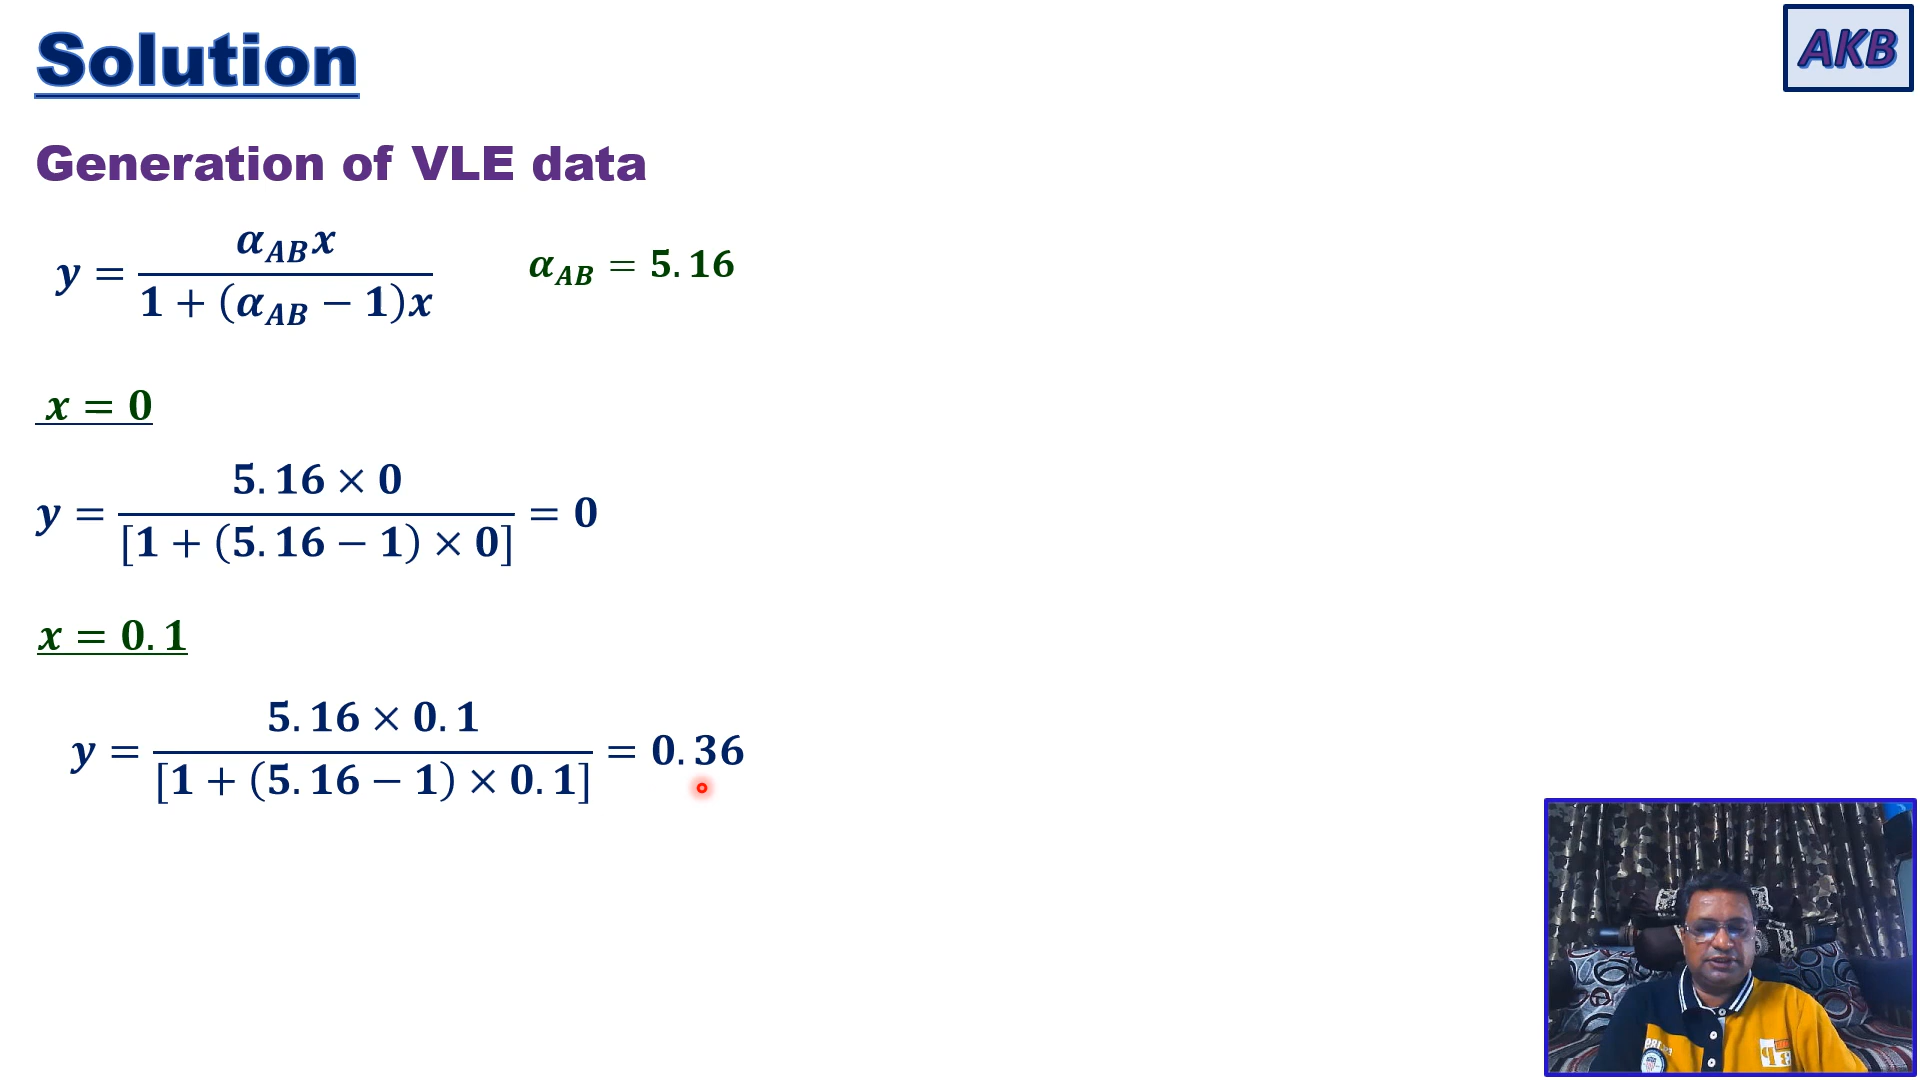 Solution
AKB
Generation of VLE data
y = α_AB x / 1 + (α_AB − 1)x
α_AB = 5.16
x = 0
y = 5.16 × 0 / [1 + (5.16 − 1) × 0] = 0
x = 0.1
y = 5.16 × 0.1 / [1 + (5.16 − 1) × 0.1] = 0.36